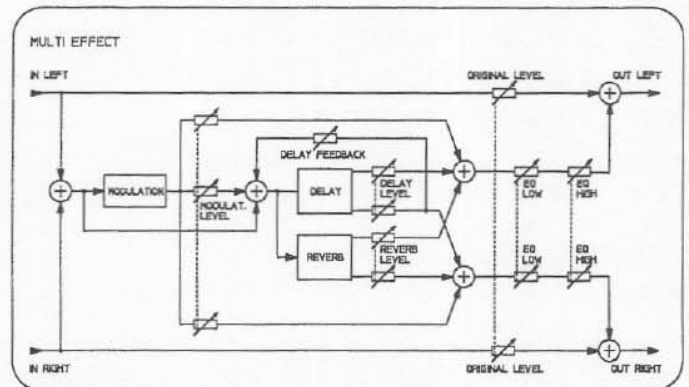 MULTI EFFECT
IN LEFT
ORIGINAL LEVEL
OUT LEFT
DELAY FEEDBACK
MODULATION
MODULAT.
LEVEL
DELAY
DELAY
LEVEL
EQ
LOW
EQ
HIGH
REVERB
REVERB
LEVEL
EQ
LOW
EQ
HIGH
IN RIGHT
ORIGINAL LEVEL
OUT RIGHT